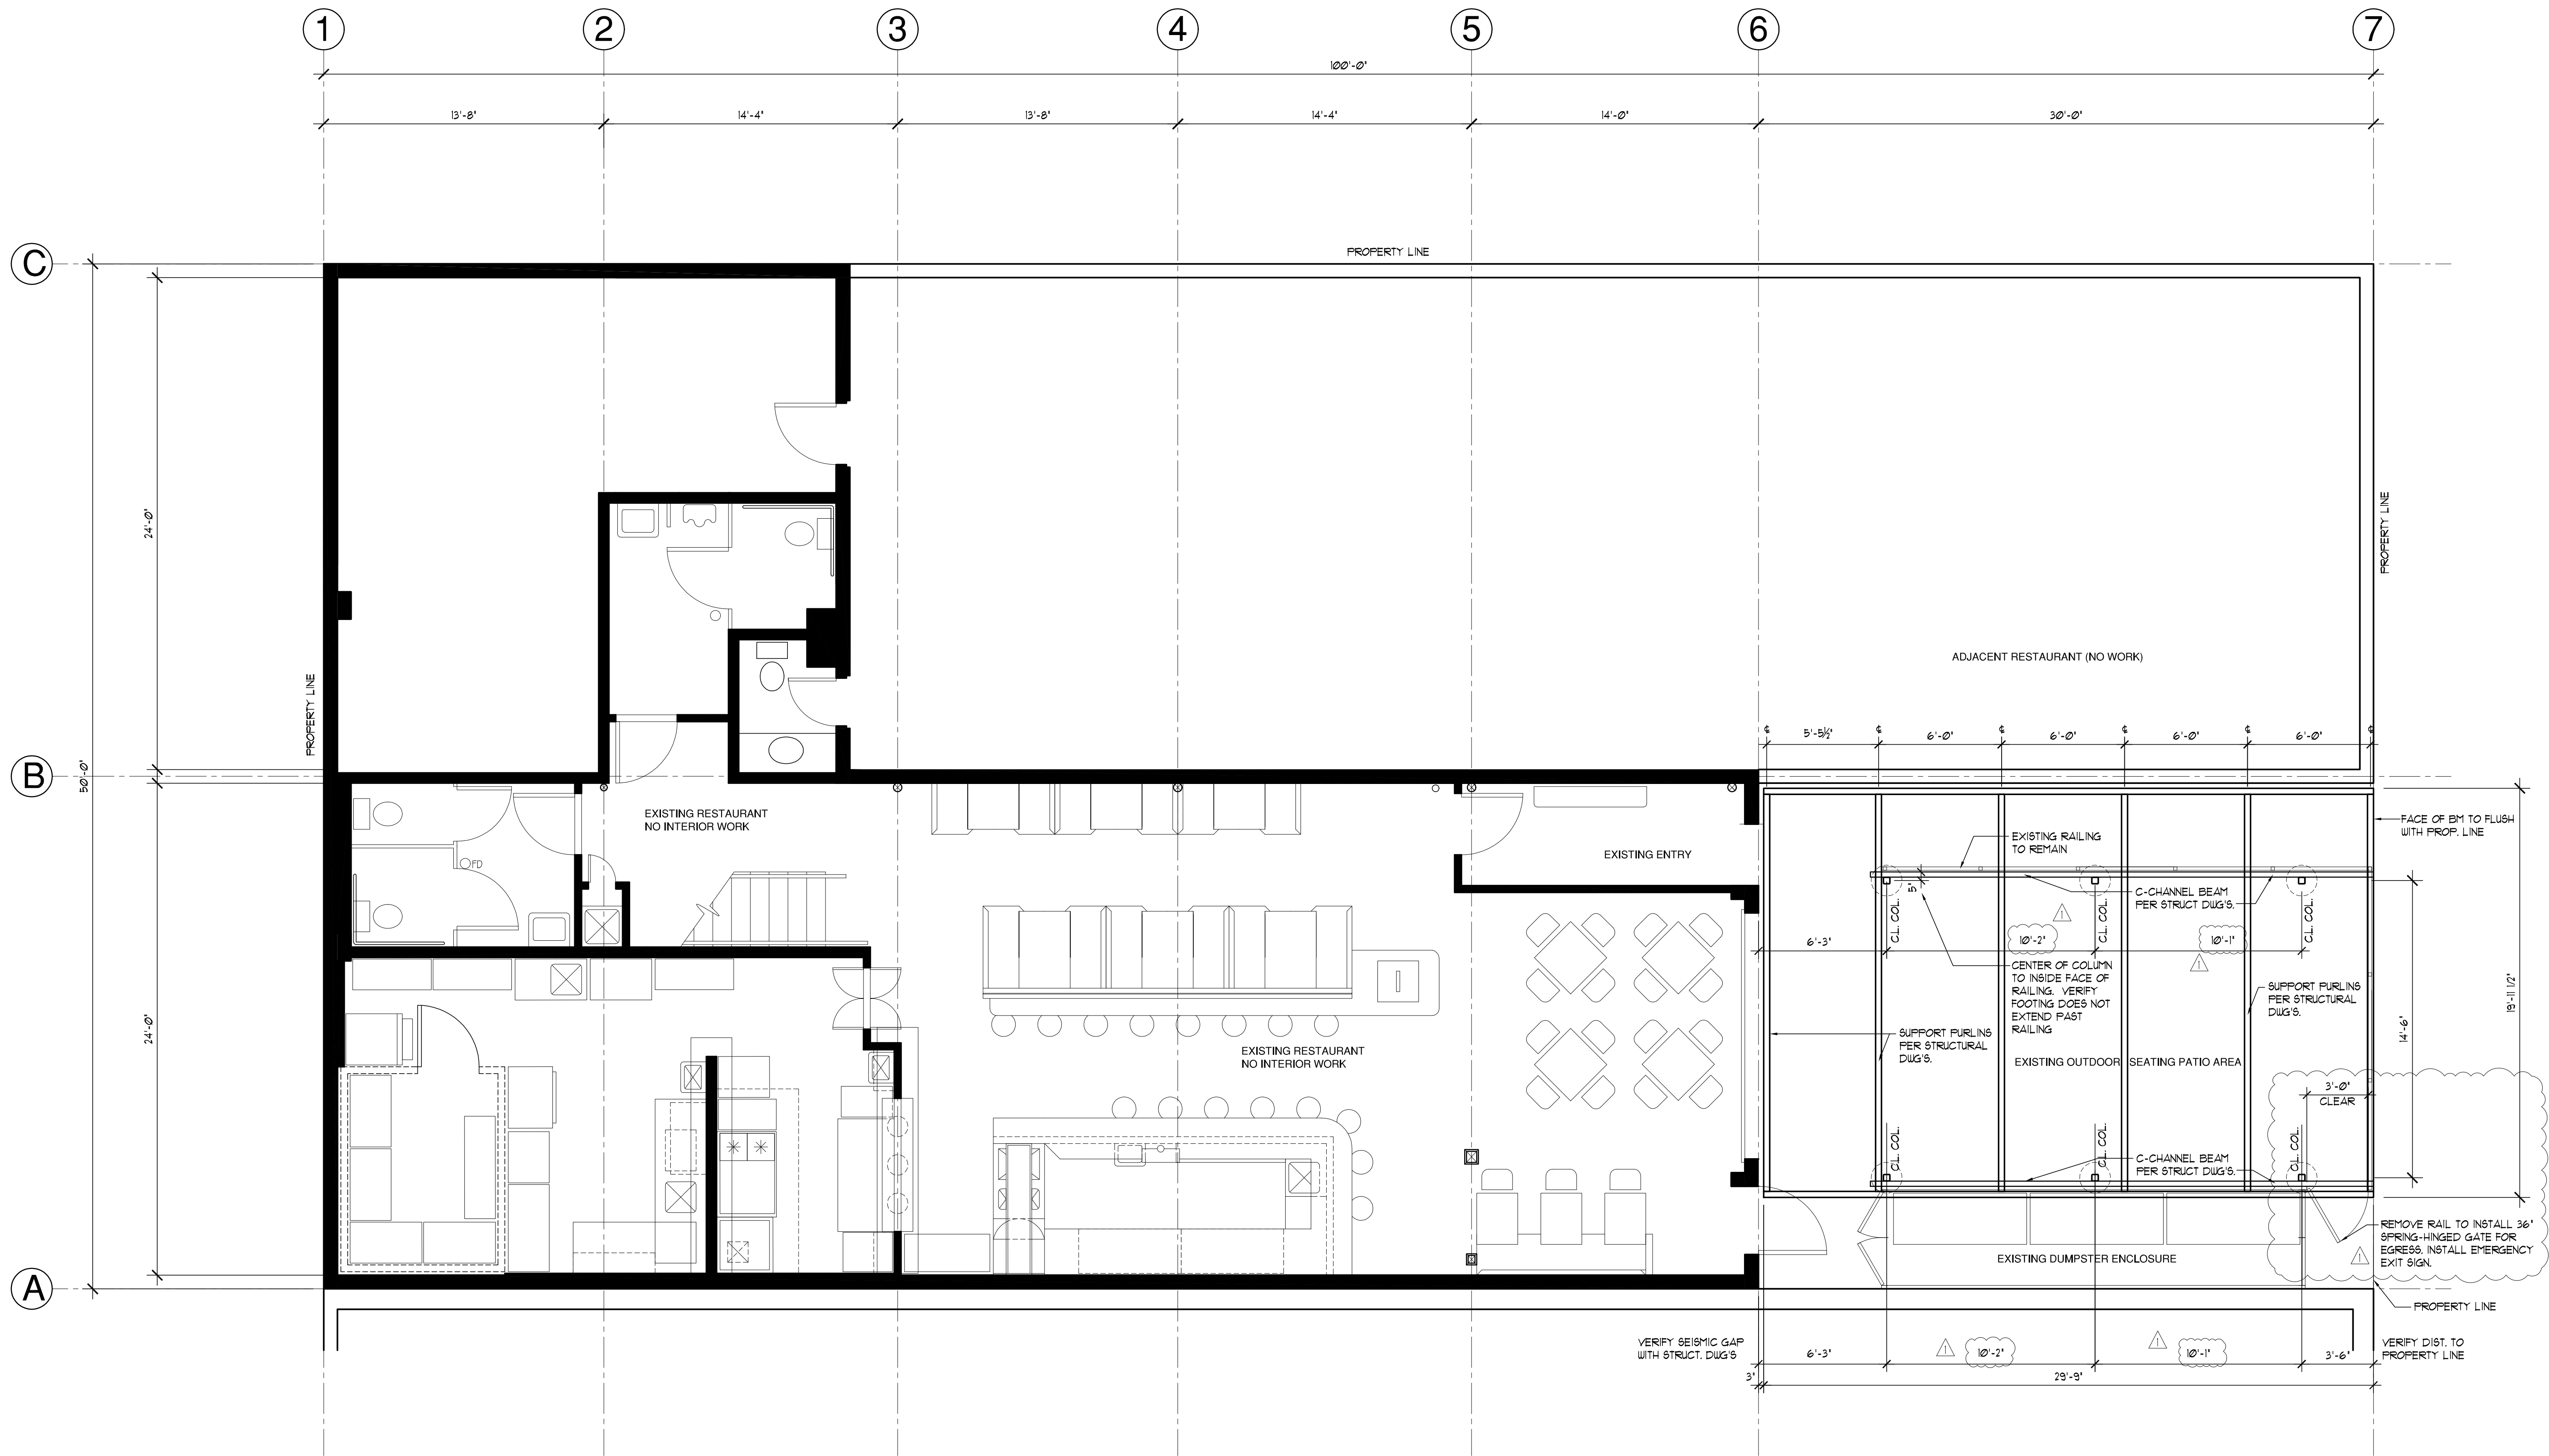 1 2 3 4 5 6 7
100'-0"
13'-8" 14'-4" 13'-8" 14'-4" 14'-0" 30'-0"
C
PROPERTY LINE
24'-0"
PROPERTY LINE
ADJACENT RESTAURANT (NO WORK)
PROPERTY LINE
℄ 5'-5½" ℄ 6'-0" ℄ 6'-0" ℄ 6'-0" ℄ 6'-0" ℄
B
50'-0"
EXISTING RESTAURANT
NO INTERIOR WORK
FD
EXISTING ENTRY
FACE OF BM TO FLUSH
WITH PROP. LINE
EXISTING RAILING
TO REMAIN
5"
C-CHANNEL BEAM
PER STRUCT DWG'S.
C.L. COL.
C.L. COL.
C.L. COL.
1
6'-3" 10'-2" 10'-1"
1
CENTER OF COLUMN
TO INSIDE FACE OF
RAILING. VERIFY
FOOTING DOES NOT
EXTEND PAST
RAILING
SUPPORT PURLINS
PER STRUCTURAL
DWG'S.
19'-11 1/2"
14'-6"
24'-0"
SUPPORT PURLINS
PER STRUCTURAL
DWG'S.
EXISTING RESTAURANT
NO INTERIOR WORK
EXISTING OUTDOOR SEATING PATIO AREA
3'-0"
CLEAR
C.L. COL.
C.L. COL.
C.L. COL.
C-CHANNEL BEAM
PER STRUCT DWG'S.
REMOVE RAIL TO INSTALL 36"
SPRING-HINGED GATE FOR
EGRESS. INSTALL EMERGENCY
EXIT SIGN.
1
EXISTING DUMPSTER ENCLOSURE
A
PROPERTY LINE
VERIFY SEISMIC GAP
WITH STRUCT. DWG'S
6'-3" 1 10'-2" 1 10'-1" 3'-6"
VERIFY DIST. TO
PROPERTY LINE
3" 29'-9"